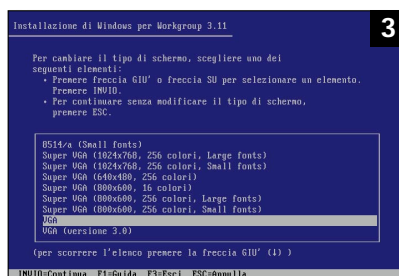 Installazione di Windows per Workgroup 3.11
3
Per cambiare il tipo di schermo, scegliere uno dei
seguenti elementi:
• Premere freccia GIU' o freccia SU per selezionare un elemento.
Premere INVIO.
• Per continuare senza modificare il tipo di schermo,
premere ESC.
8514/a (Small fonts)
Super VGA (1024x768, 256 colori, Large fonts)
Super VGA (1024x768, 256 colori, Small fonts)
Super VGA (640x480, 256 colori)
Super VGA (800x600, 16 colori)
Super VGA (800x600, 256 colori, Large fonts)
Super VGA (800x600, 256 colori, Small fonts)
VGA
VGA (versione 3.0)
(per scorrere l'elenco premere la freccia GIU' (↓) )
INVIO=Continua F1=Guida F3=Esci ESC=Annulla